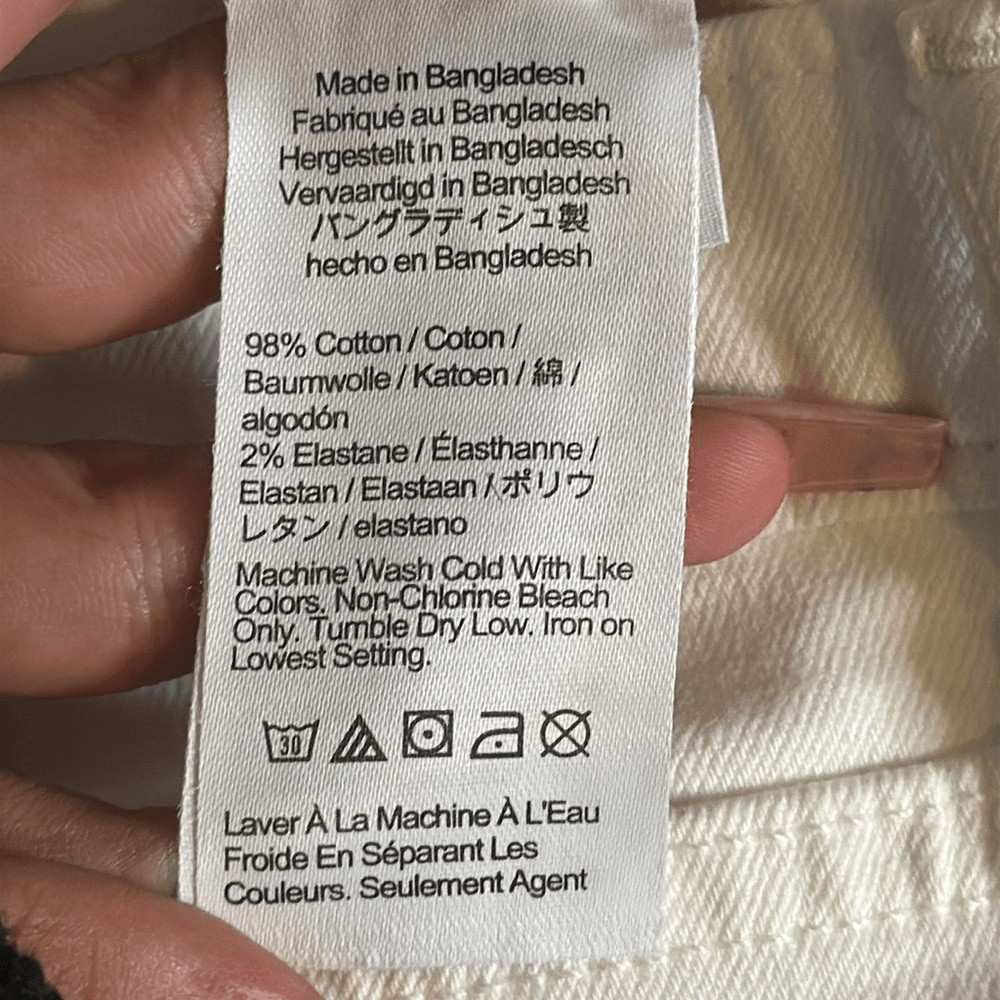 Made in Bangladesh
Fabriqué au Bangladesh
Hergestellt in Bangladesch
Vervaardigd in Bangladesh
バングラディシュ製
hecho en Bangladesh
98% Cotton / Coton /
Baumwolle / Katoen / 綿 /
algodón
2% Elastane / Élasthanne /
Elastan / Elastaan / ポリウ
レタン / elastano
Machine Wash Cold With Like
Colors. Non-Chlorine Bleach
Only. Tumble Dry Low. Iron on
Lowest Setting.
30
Laver À La Machine À L'Eau
Froide En Séparant Les
Couleurs. Seulement Agent